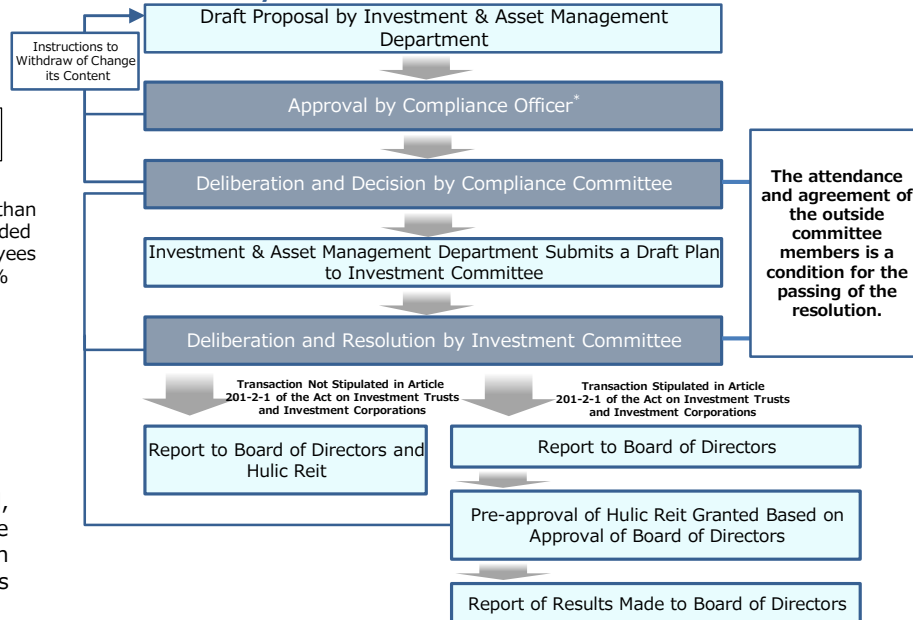 Draft Proposal by Investment & Asset Management
Department
Instructions to
Withdraw of Change
its Content
Approval by Compliance Officer*
Deliberation and Decision by Compliance Committee
The attendance
and agreement of
the outside
committee
members is a
condition for the
passing of the
resolution.
than
ded
yees
%
Investment & Asset Management Department Submits a Draft Plan
to Investment Committee
Deliberation and Resolution by Investment Committee
Transaction Not Stipulated in Article
201-2-1 of the Act on Investment Trusts
and Investment Corporations
Transaction Stipulated in Article
201-2-1 of the Act on Investment Trusts
and Investment Corporations
Report to Board of Directors and
Hulic Reit
Report to Board of Directors
,
e
n
s
Pre-approval of Hulic Reit Granted Based on
Approval of Board of Directors
Report of Results Made to Board of Directors